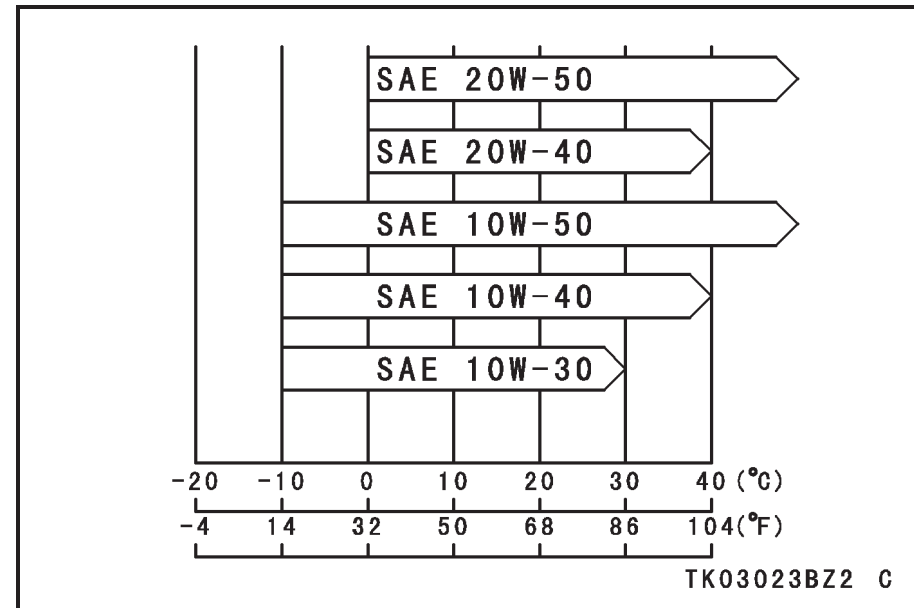 SAE 20W-50
SAE 20W-40
SAE 10W-50
SAE 10W-40
SAE 10W-30
-20 -10 0 10 20 30 40 (°C)
-4 14 32 50 68 86 104(°F)
TK03023BZ2 C